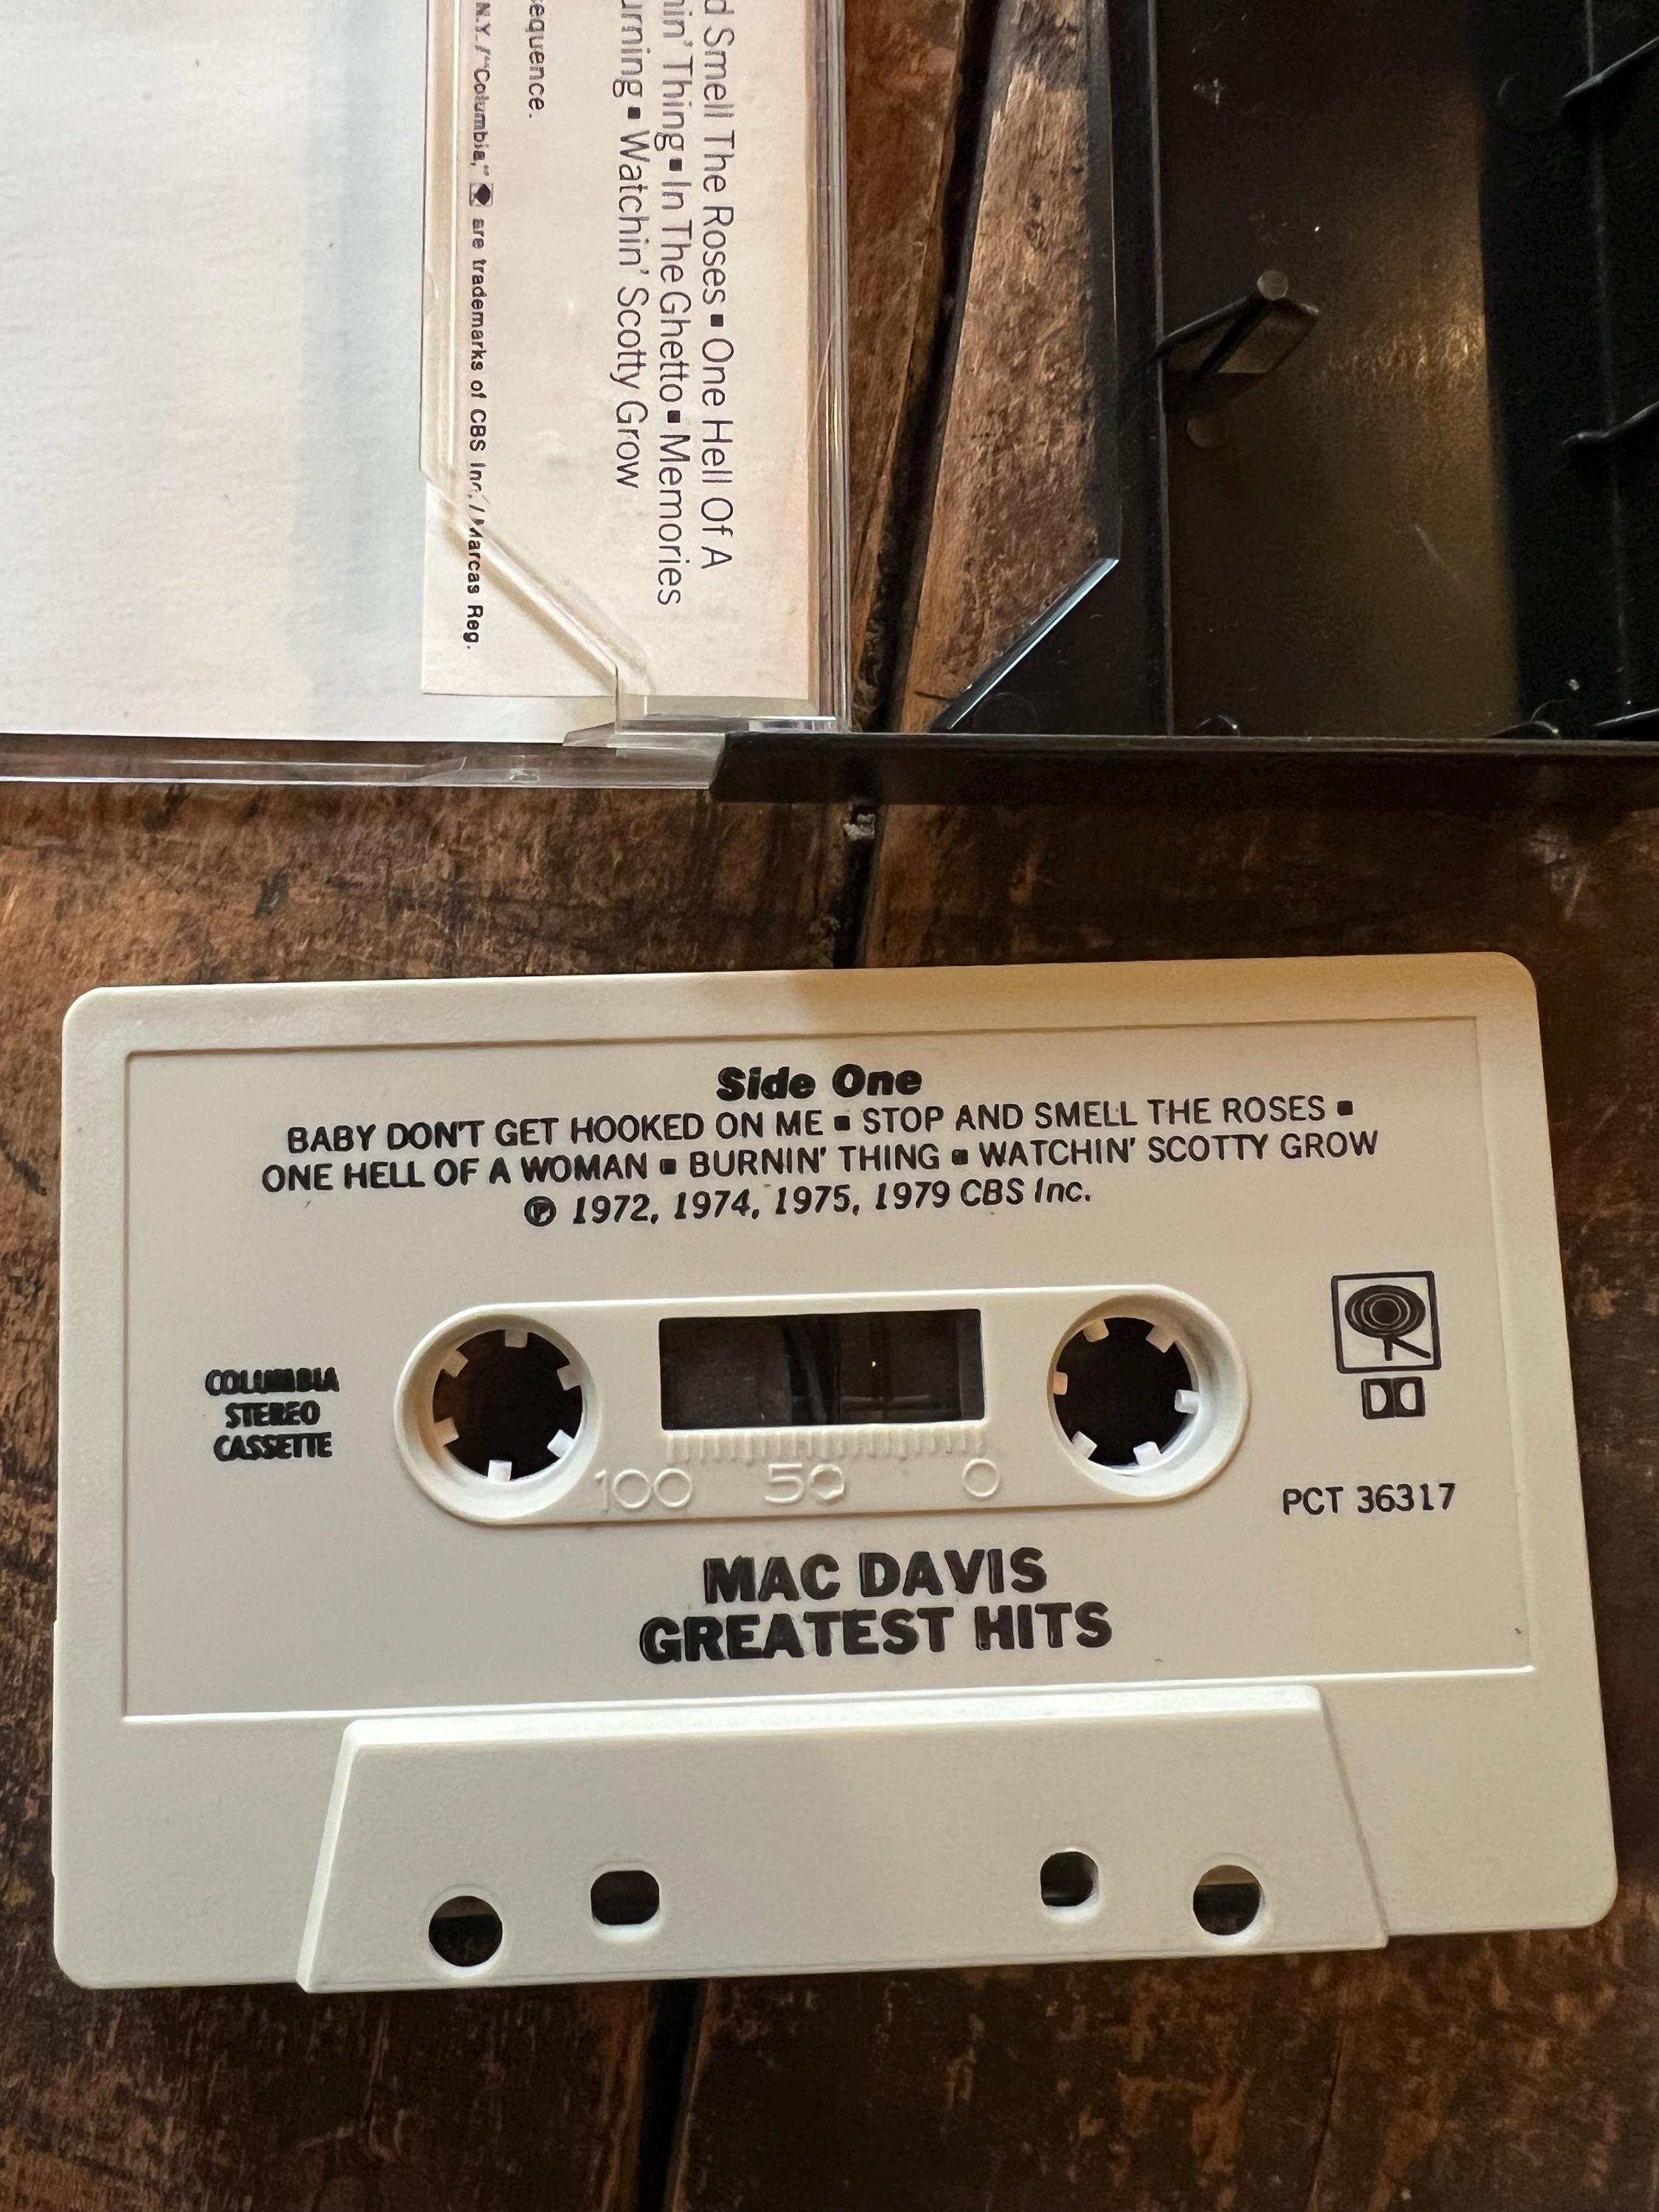 d Smell The Roses ▪ One Hell Of A
Thing ▪ In The Ghetto ▪ Memories
▪ Watchin' Scotty Grow
N.Y. / "Columbia," are trademarks of CBS Inc. / Marcas Reg.
Side One
BABY DON'T GET HOOKED ON ME ▪ STOP AND SMELL THE ROSES ▪
ONE HELL OF A WOMAN ▪ BURNIN' THING ▪ WATCHIN' SCOTTY GROW
℗ 1972, 1974, 1975, 1979 CBS Inc.
COLUMBIA
STEREO
CASSETTE
100 50 0
PCT 36317
MAC DAVIS
GREATEST HITS